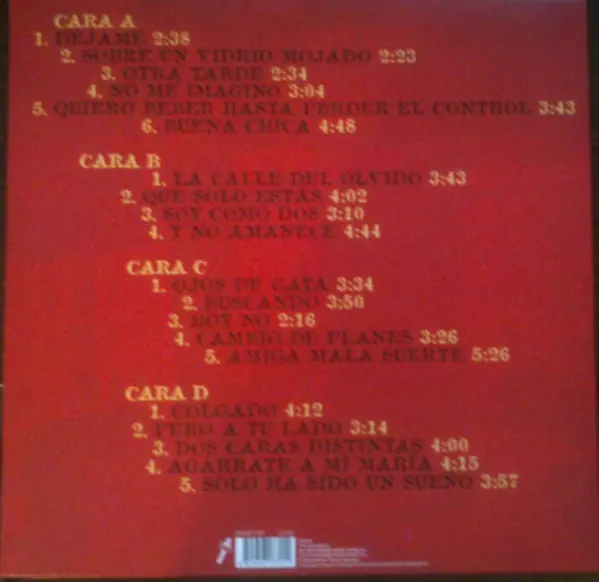 CARA A
1. DEJAME 2:38
2. SOBRE UN VIDRIO MOJADO 2:23
3. OTRA TARDE 2:34
4. NO ME IMAGINO 3:04
5. QUIERO BEBER HASTA PERDER EL CONTROL 3:43
6. BUENA CHICA 4:48
CARA B
1. LA CALLE DEL OLVIDO 3:43
2. QUE SOLO ESTÁS 4:02
3. SOY COMO DOS 3:10
4. Y NO AMANECE 4:44
CARA C
1. OJOS DE GATA 3:34
2. BUSCANDO 3:50
3. HOY NO 2:16
4. CAMBIO DE PLANES 3:26
5. AMIGA MALA SUERTE 5:26
CARA D
1. COLGADO 4:12
2. PERO A TU LADO 3:14
3. DOS CARAS DISTINTAS 4:00
4. AGÁRRATE A MI MARÍA 4:15
5. SOLO HA SIDO UN SUEÑO 3:57